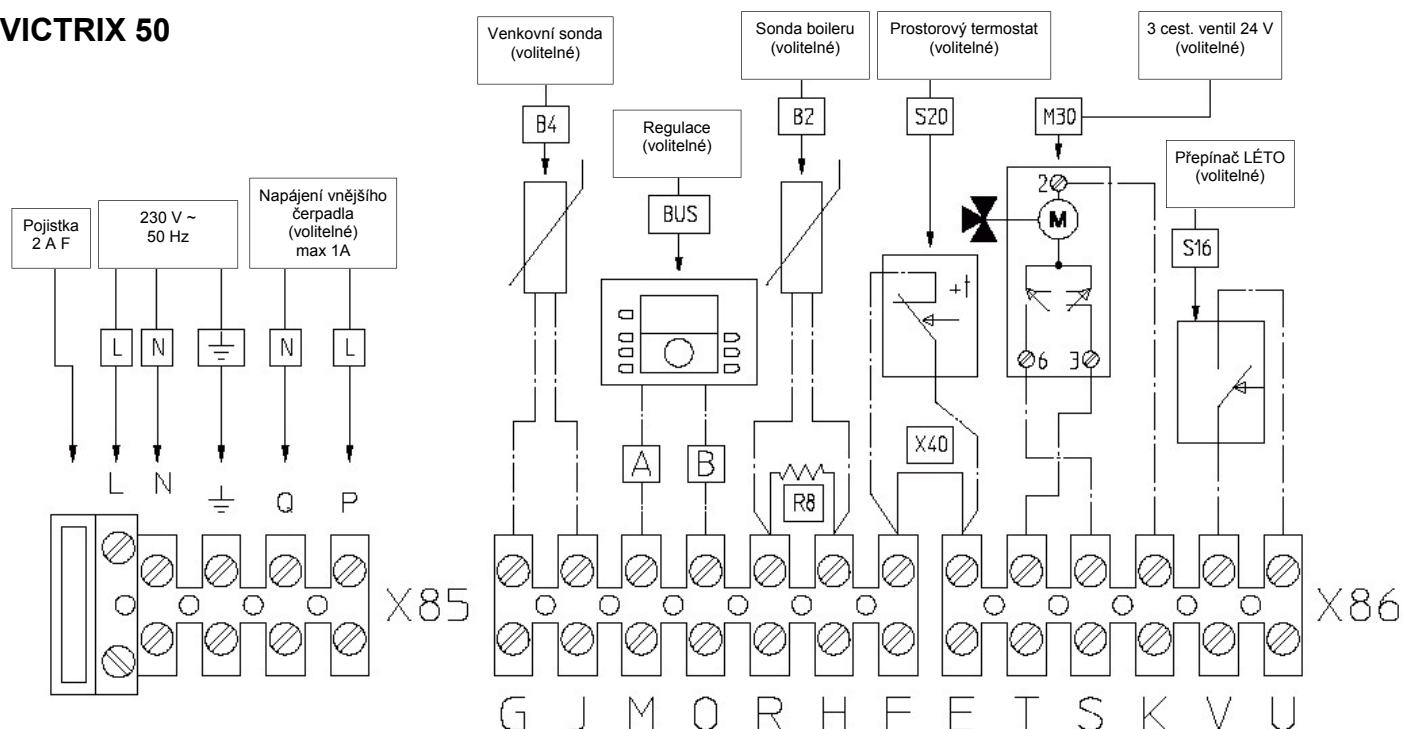 VICTRIX 50
Venkovní sonda
(volitelné)
Sonda boileru
(volitelné)
Prostorový termostat
(volitelné)
3 cest. ventil 24 V
(volitelné)
B4
Regulace
(volitelné)
B2
S20
M30
Přepínač LÉTO
(volitelné)
Pojistka
2 A F
230 V ~
50 Hz
Napájení vnějšího
čerpadla
(volitelné)
max 1A
BUS
2
M
S16
+t
L
N
N
L
6
3
A
B
X40
R8
L
N
Q
P
X85
X86
G J M O R H F E T S K V U